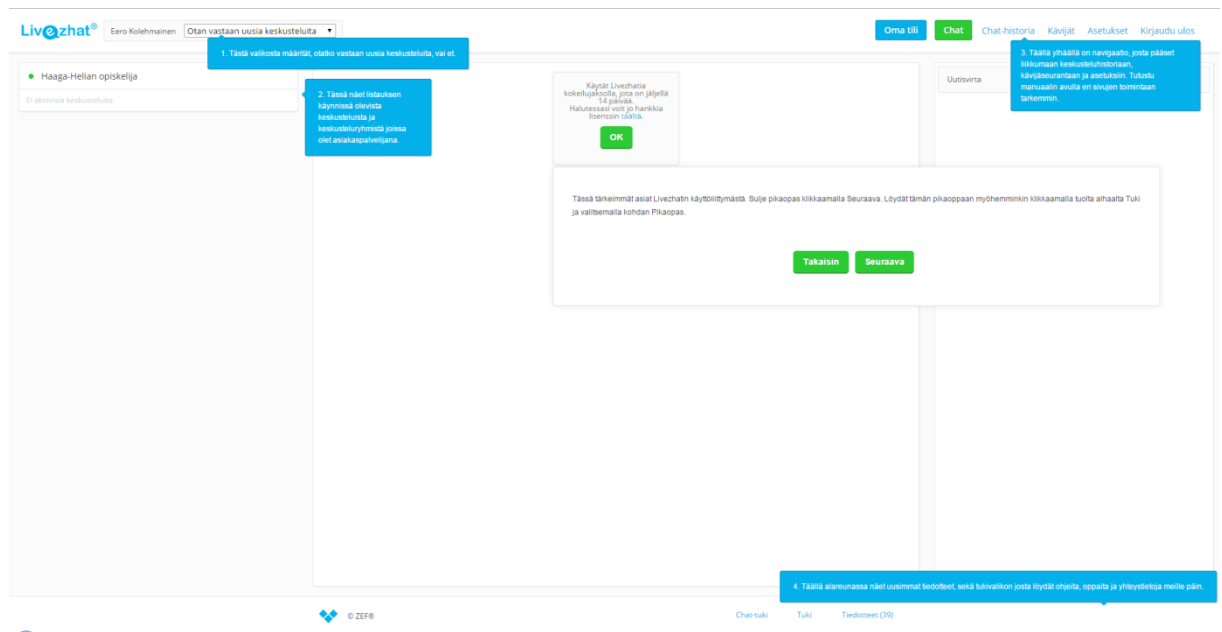 Livezhat®
Eero Kolehmainen
Otan vastaan uusia keskusteluita
Oma tili
Chat
Chat-historia
Kävijät
Asetukset
Kirjaudu ulos
1. Tästä valikosta määrität, otatko vastaan uusia keskusteluita, vai et.
Haaga-Helian opiskelija
Ei aktiivisia keskusteluita
2. Tässä näet listauksen
käynnissä olevista
keskusteluista ja
keskusteluryhmistä joissa
olet asiakaspalvelijana.
Käytät Livezhatia
kokeilujaksolla, jota on jäljellä
14 päivää.
Halutessasi voit jo hankkia
lisenssin täältä.
OK
Uutisvirta
3. Täällä ylhäällä on navigaatio, josta pääset
liikkumaan keskusteluhistoriaan,
kävijäseurantaan ja asetuksiin. Tutustu
manuaalin avulla eri sivujen toimintaan
tarkemmin.
Tässä tärkeimmät asiat Livezhatin käyttöliittymästä. Sulje pikaopas klikkaamalla Seuraava. Löydät tämän pikaoppaan myöhemminkin klikkaamalla tuolta alhaalta Tuki
ja valitsemalla kohdan Pikaopas.
Takaisin
Seuraava
4. Täällä alareunassa näet uusimmat tiedotteet, sekä tukivalikon josta löydät ohjeita, oppaita ja yhteystietoja meille päin.
© ZEF®
Chat-tuki
Tuki
Tiedotteet (39)